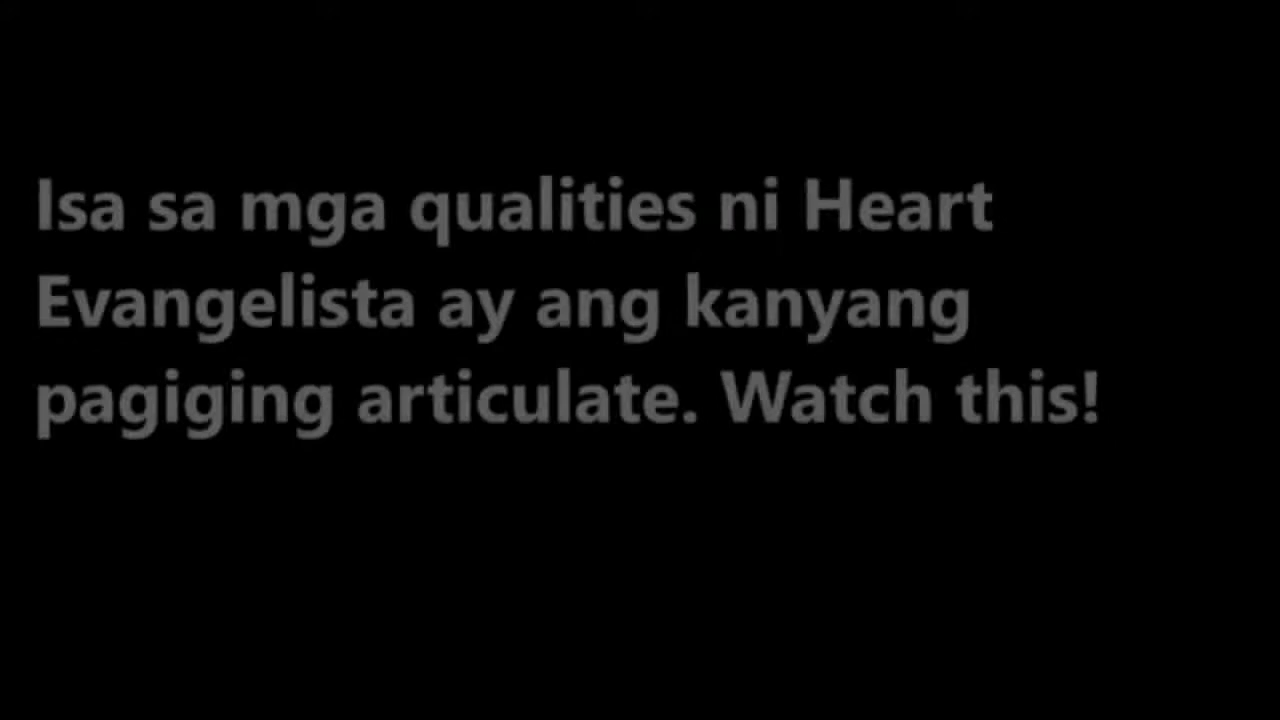 Isa sa mga qualities ni Heart
Evangelista ay ang kanyang
pagiging articulate. Watch this!